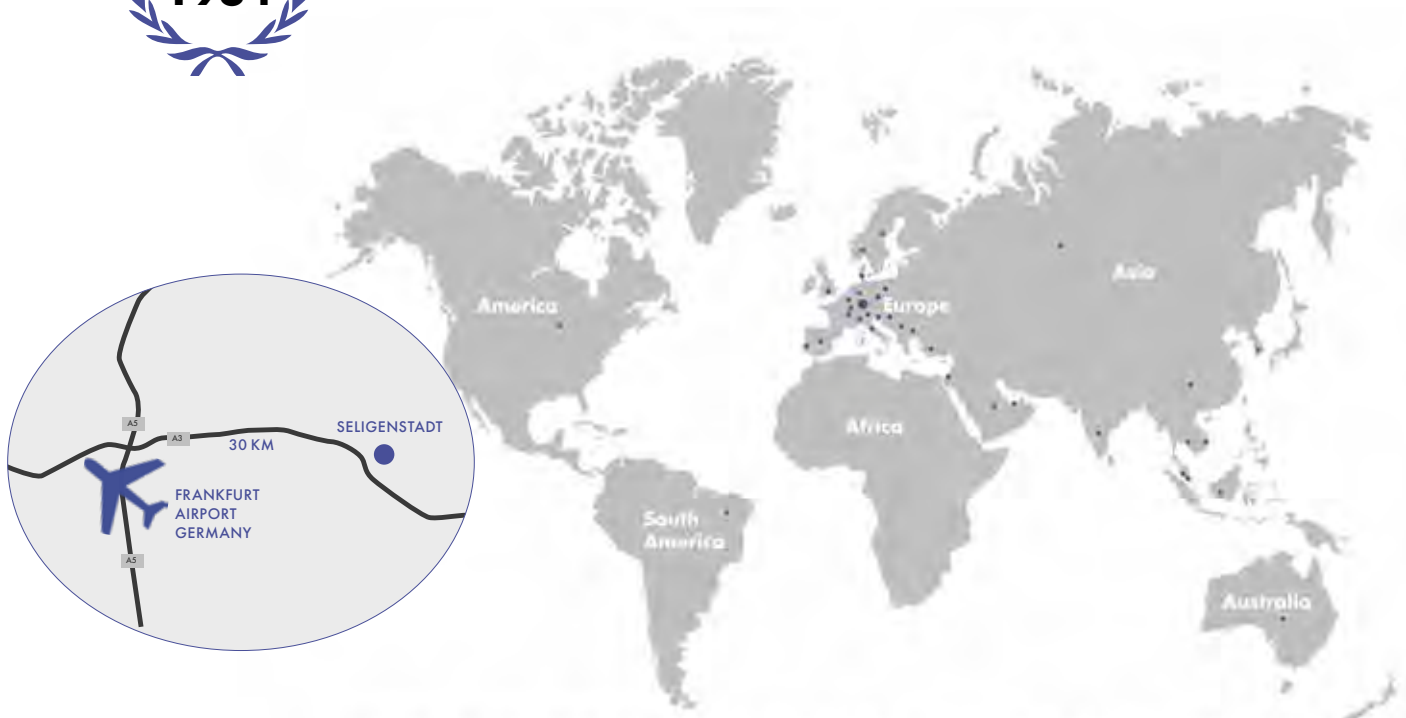 America
Asia
Europe
Africa
South
America
Australia
A5
A3
30 KM
SELIGENSTADT
FRANKFURT
AIRPORT
GERMANY
A5